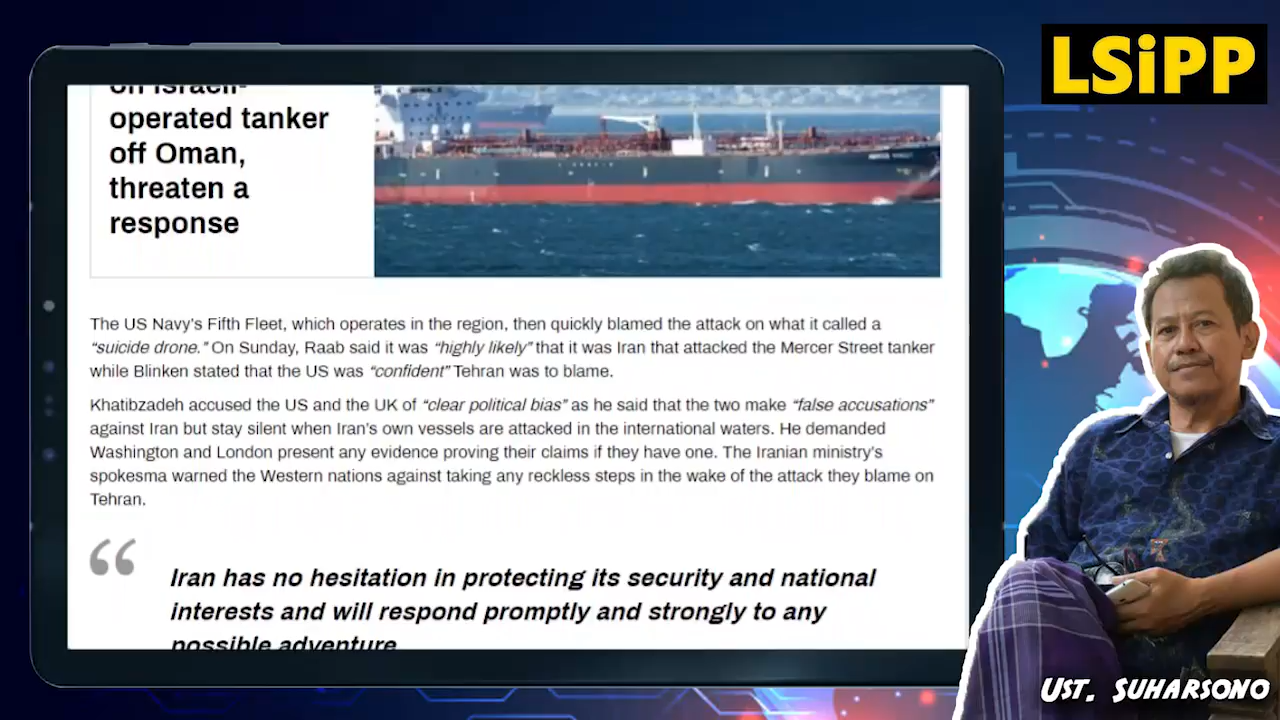 LSiPP
on Israeli-
operated tanker
off Oman,
threaten a
response
The US Navy's Fifth Fleet, which operates in the region, then quickly blamed the attack on what it called a
“suicide drone.” On Sunday, Raab said it was “highly likely” that it was Iran that attacked the Mercer Street tanker
while Blinken stated that the US was “confident” Tehran was to blame.
Khatibzadeh accused the US and the UK of “clear political bias” as he said that the two make “false accusations”
against Iran but stay silent when Iran's own vessels are attacked in the international waters. He demanded
Washington and London present any evidence proving their claims if they have one. The Iranian ministry's
spokesma warned the Western nations against taking any reckless steps in the wake of the attack they blame on
Tehran.
“
Iran has no hesitation in protecting its security and national
interests and will respond promptly and strongly to any
possible adventure
UST. SUHARSONO